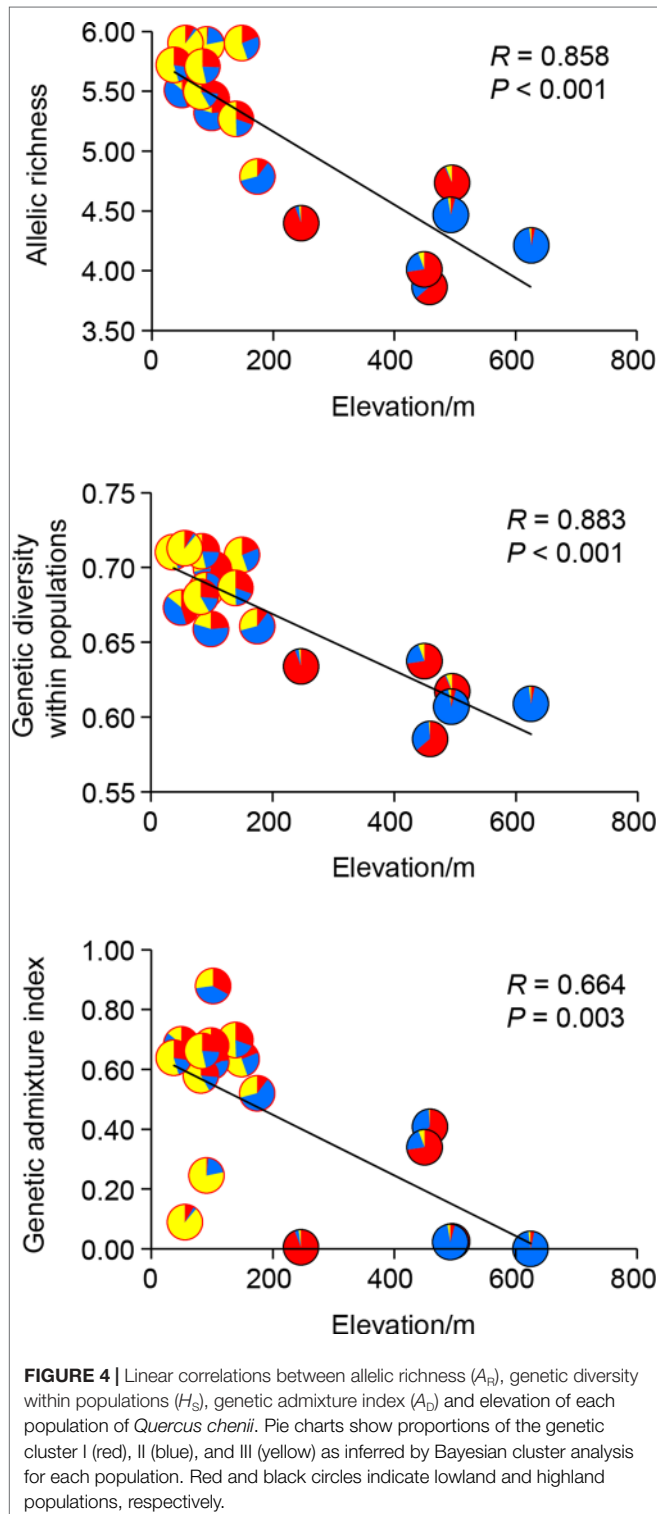 6.00
5.50
5.00
4.50
4.00
3.50
Allelic richness
R = 0.858
P < 0.001
0 200 400 600 800
Elevation/m
0.75
0.70
0.65
0.60
0.55
Genetic diversity
within populations
R = 0.883
P < 0.001
0 200 400 600 800
Elevation/m
1.00
0.80
0.60
0.40
0.20
0.00
Genetic admixture index
R = 0.664
P = 0.003
0 200 400 600 800
Elevation/m
FIGURE 4 | Linear correlations between allelic richness (A_R), genetic diversity
within populations (H_S), genetic admixture index (A_D) and elevation of each
population of Quercus chenii. Pie charts show proportions of the genetic
cluster I (red), II (blue), and III (yellow) as inferred by Bayesian cluster analysis
for each population. Red and black circles indicate lowland and highland
populations, respectively.